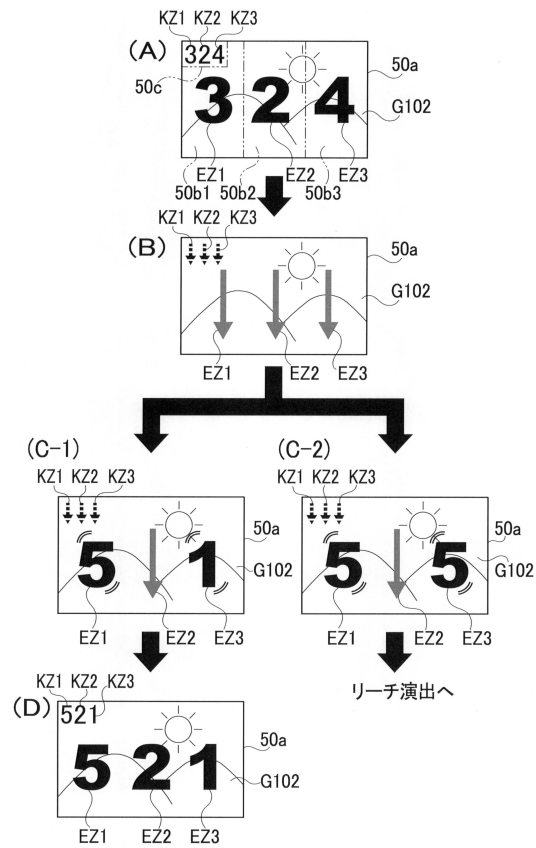 KZ1 KZ2 KZ3
(A)
324
50c
3 2 4
50a
G102
EZ1 EZ2 EZ3
50b1 50b2 50b3
KZ1 KZ2 KZ3
(B)
50a
G102
EZ1 EZ2 EZ3
(C-1)
KZ1 KZ2 KZ3
5 1
50a
G102
EZ1 EZ2 EZ3
(C-2)
KZ1 KZ2 KZ3
5 5
50a
G102
EZ1 EZ2 EZ3
リーチ演出へ
KZ1 KZ2 KZ3
(D)
521
5 2 1
50a
G102
EZ1 EZ2 EZ3